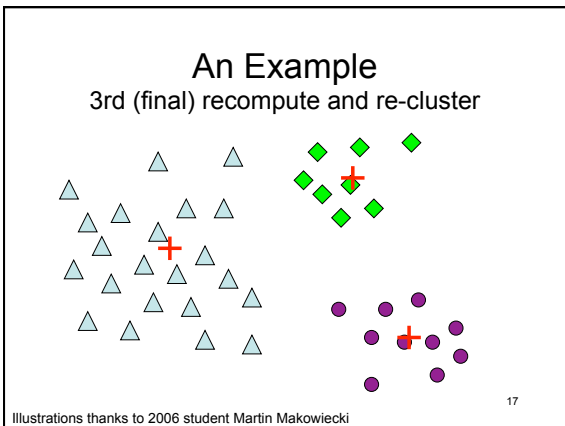 An Example
3rd (final) recompute and re-cluster
17
Illustrations thanks to 2006 student Martin Makowiecki